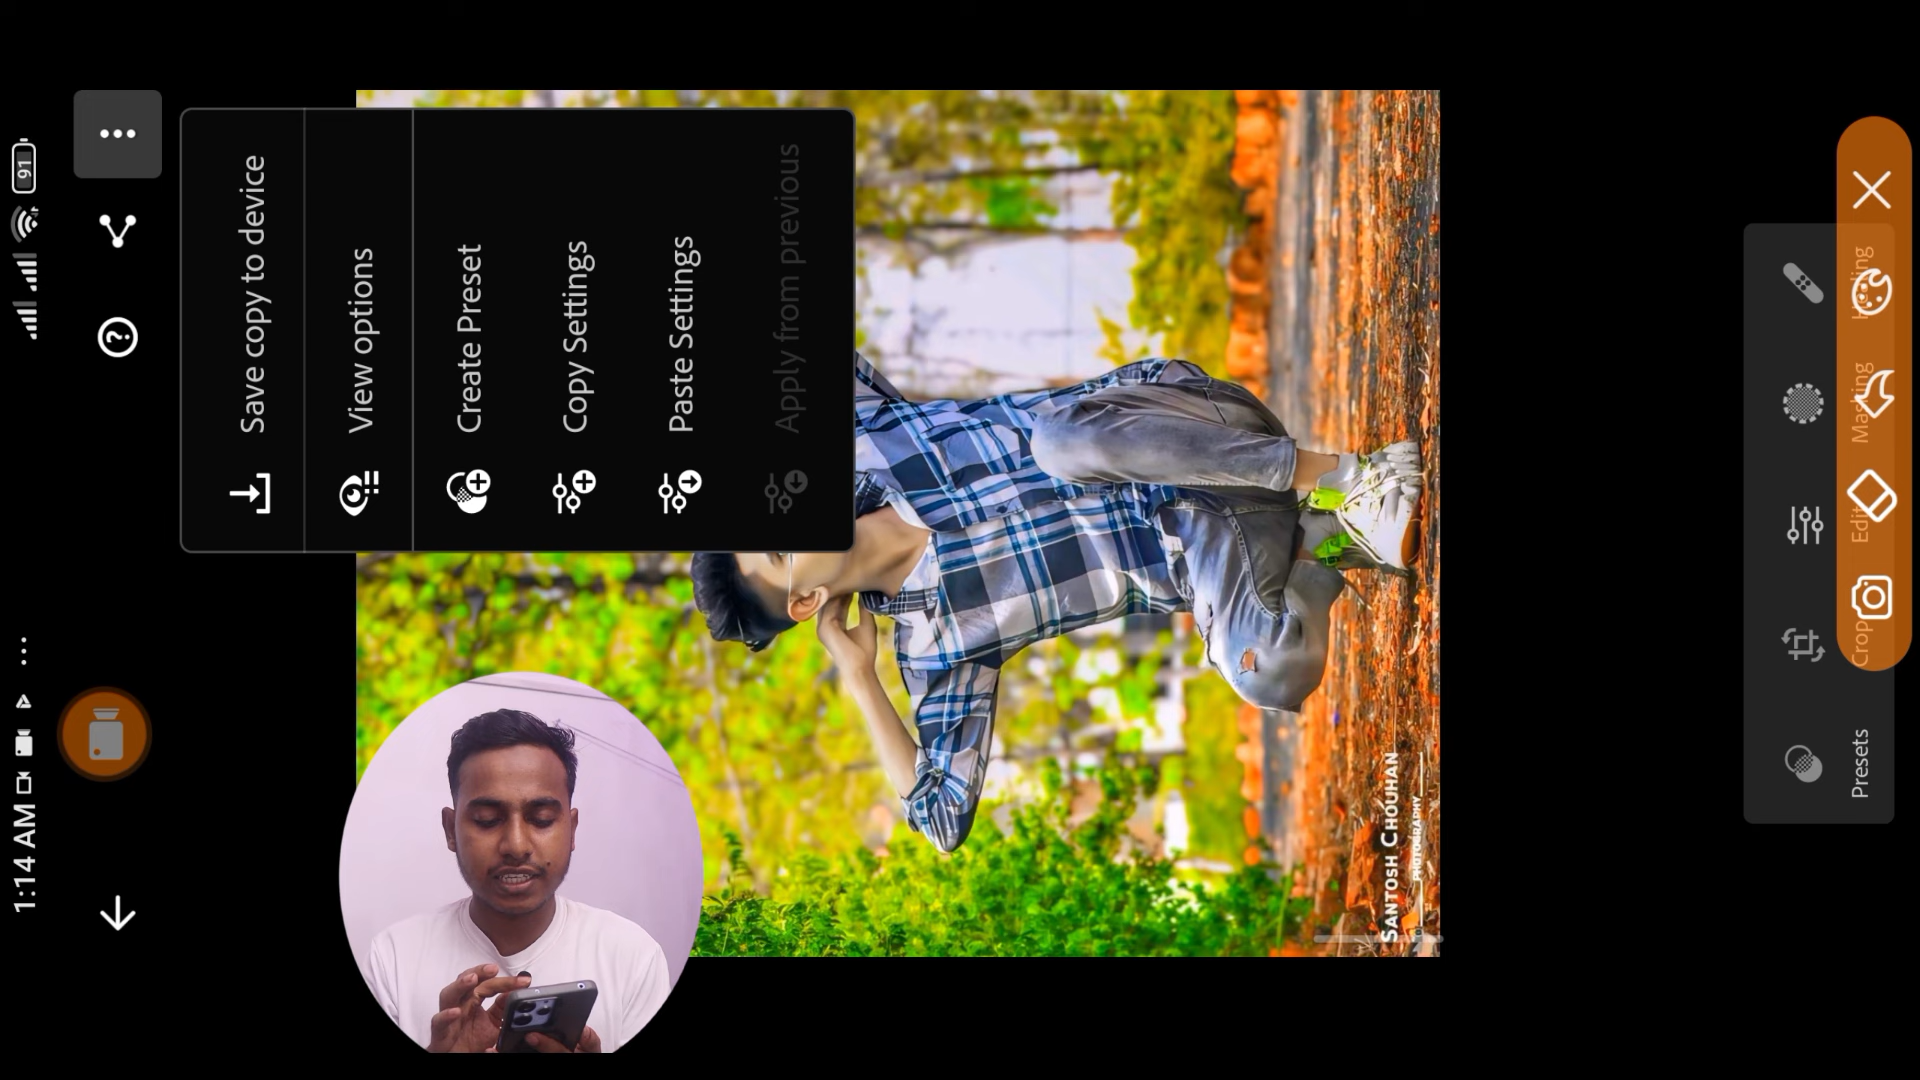 1:14 AM
91
Save copy to device
View options
Create Preset
Copy Settings
Paste Settings
Apply from previous
SANTOSH CHOUHAN
PHOTOGRAPHY
Presets
Crop
Edit
Masking
Healing